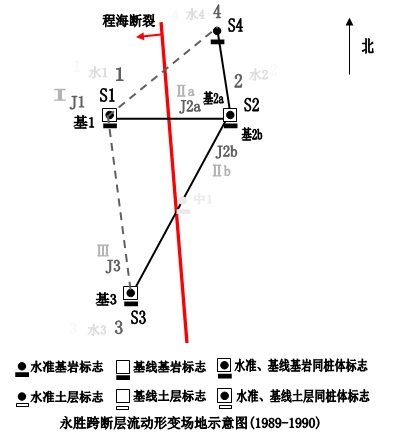 程海断裂
水4 4
S4
北
1 水1 1
2 水2 2
S1
Ⅱa
基2a
S2
Ⅱ J1
J2a
基1
基2b
J2b
Ⅱb
中1
Ⅲ
J3
基3
S3
3 水3 3
水准基岩标志 基线基岩标志 水准、基线基岩同桩体标志
水准土层标志 基线土层标志 水准、基线土层同桩体标志
永胜跨断层流动形变场地示意图(1989-1990)